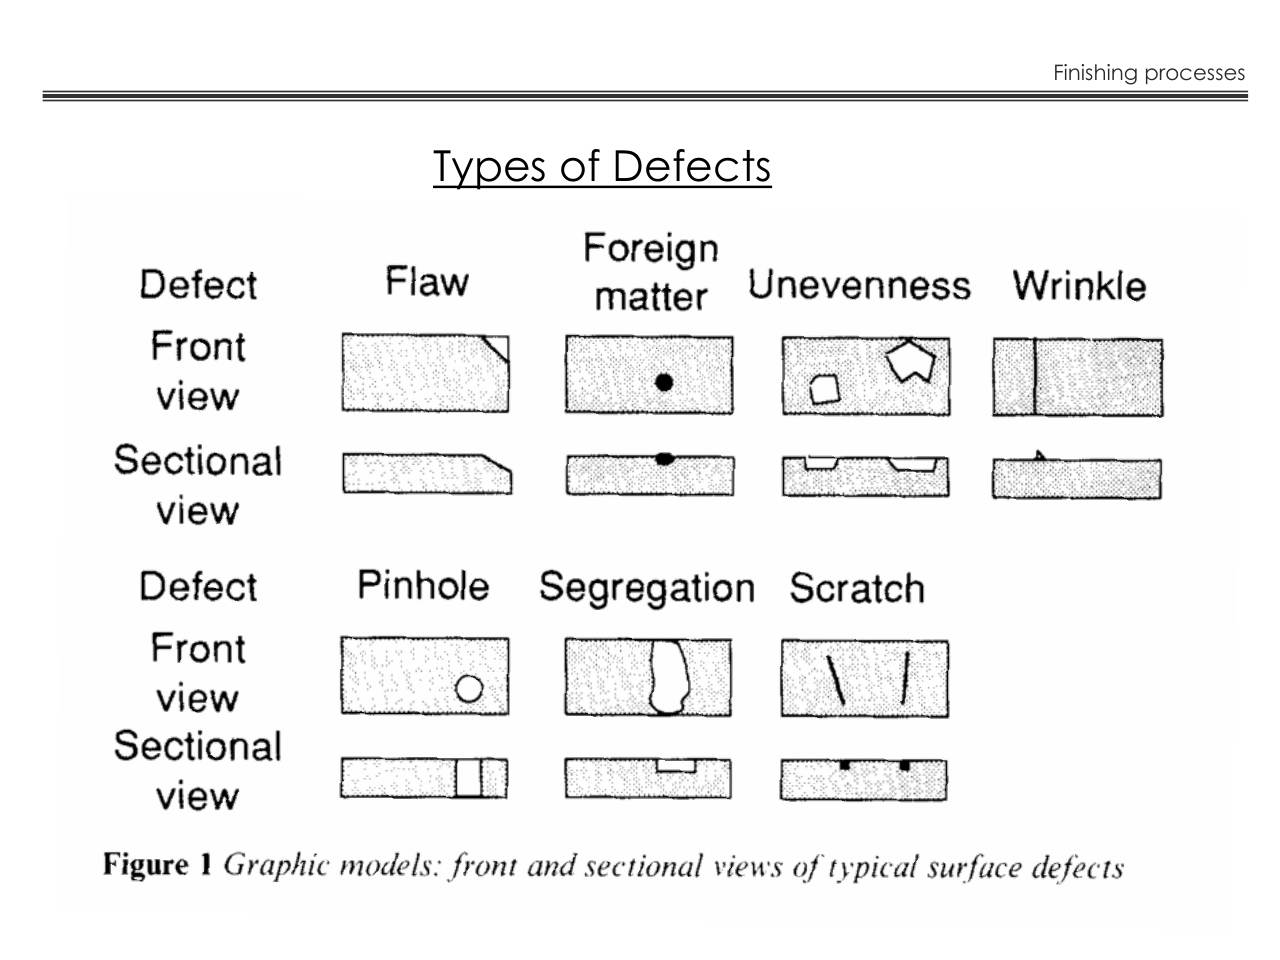 Finishing processes
Types of Defects
Defect Flaw Foreign matter Unevenness Wrinkle
Front view
Sectional view
Defect Pinhole Segregation Scratch
Front view
Sectional view
Figure 1 Graphic models: front and sectional views of typical surface defects